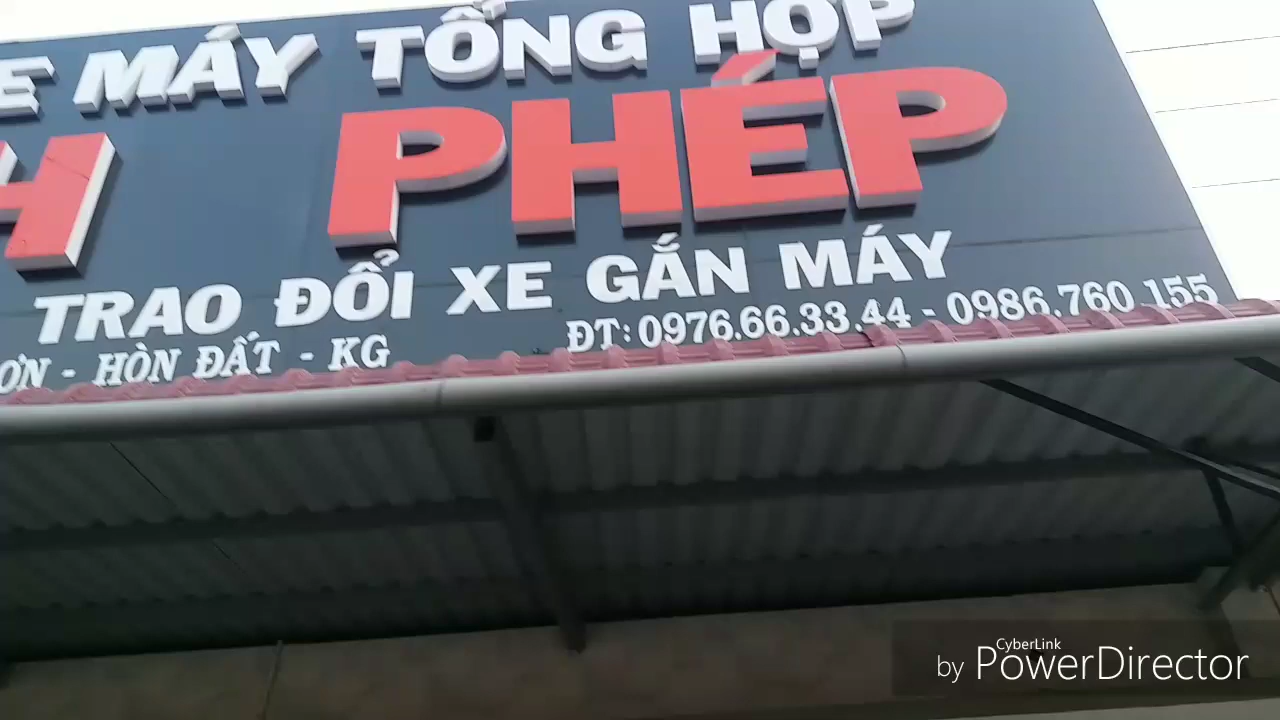 E MÁY TỔNG HỢP
H PHÉP
TRAO ĐỔI XE GẮN MÁY
ƠN - HÒN ĐẤT - KG
ĐT: 0976.66.33.44 - 0986.760 155
CyberLink
by PowerDirector